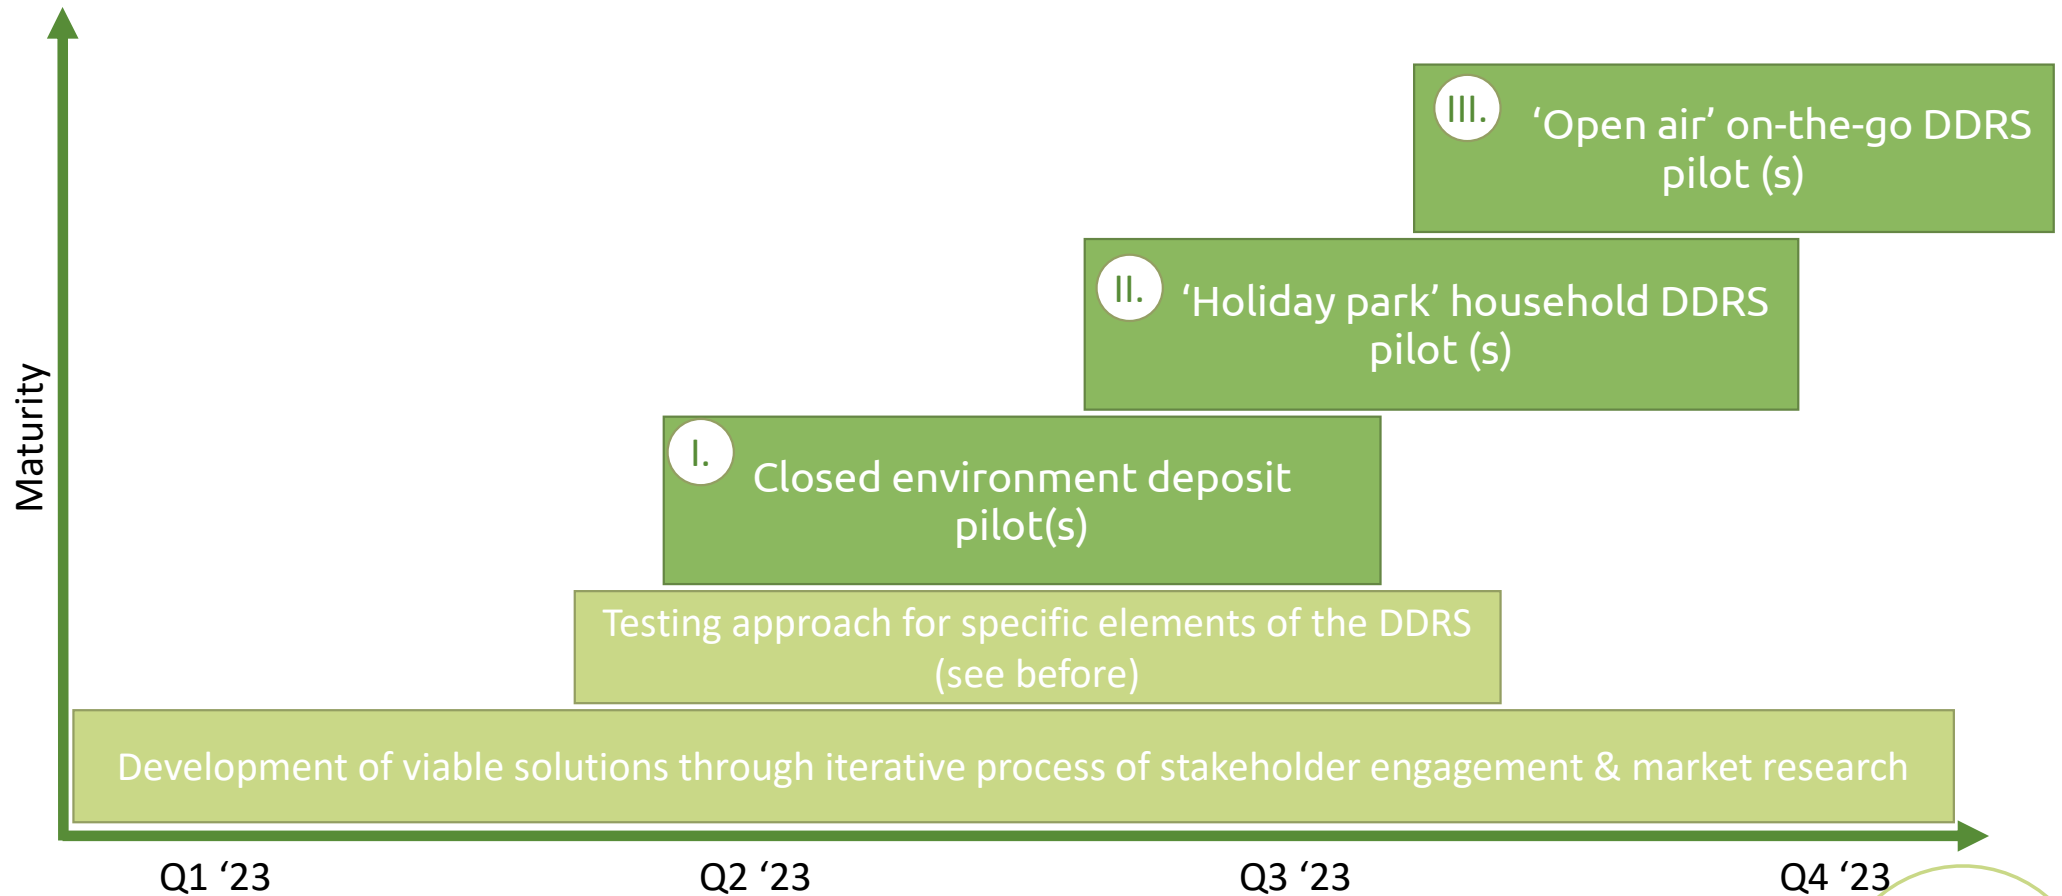 III.
‘Open air’ on-the-go DDRS
pilot (s)
II.
‘Holiday park’ household DDRS
pilot (s)
I.
Closed environment deposit
pilot(s)
Testing approach for specific elements of the DDRS
(see before)
Development of viable solutions through iterative process of stakeholder engagement & market research
Maturity
Q1 ‘23
Q2 ‘23
Q3 ‘23
Q4 ‘23